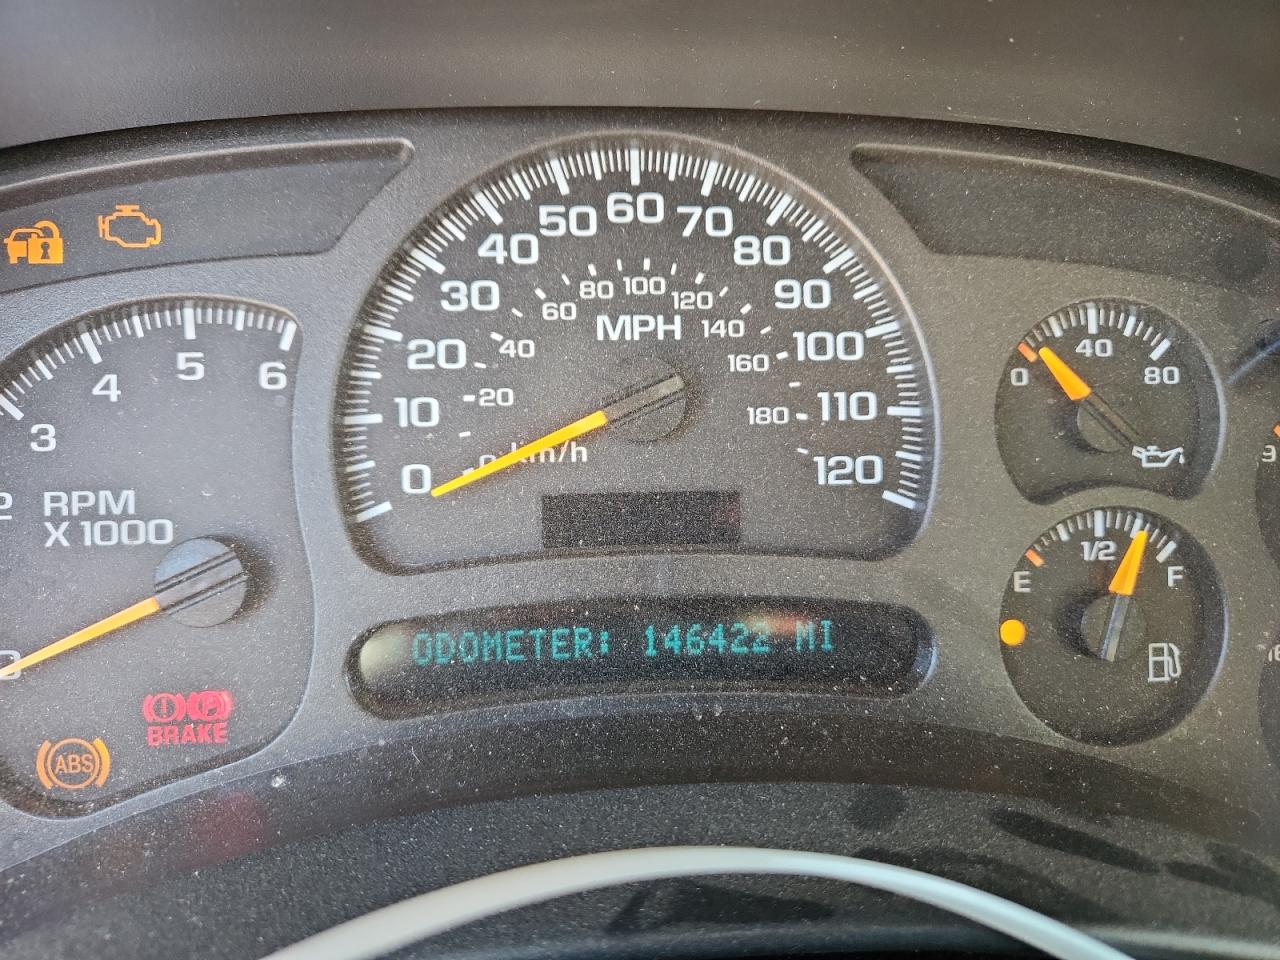 50 60 70
40 80
30 90
20 100
10 110
0 120
60 80 100 120
40 140
20 160
0 180
MPH
km/h
3 4 5 6
2
RPM
X 1000
0 40 80
E 1/2 F
ODOMETER: 146422 MI
BRAKE
ABS